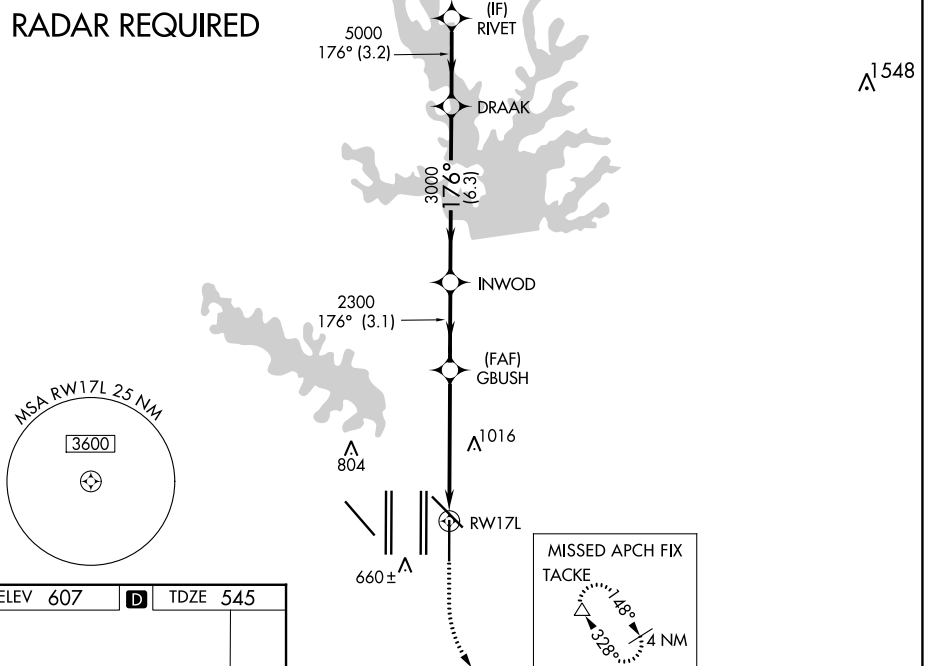 RADAR REQUIRED
(IF)
RIVET
5000
176° (3.2)
1548
DRAAK
3000
176°
(6.3)
INWOD
2300
176° (3.1)
(FAF)
GBUSH
MSA RW17L 25 NM
3600
1016
804
RW17L
660±
MISSED APCH FIX
TACKE
148°
328°
4 NM
ELEV 607
D
TDZE 545